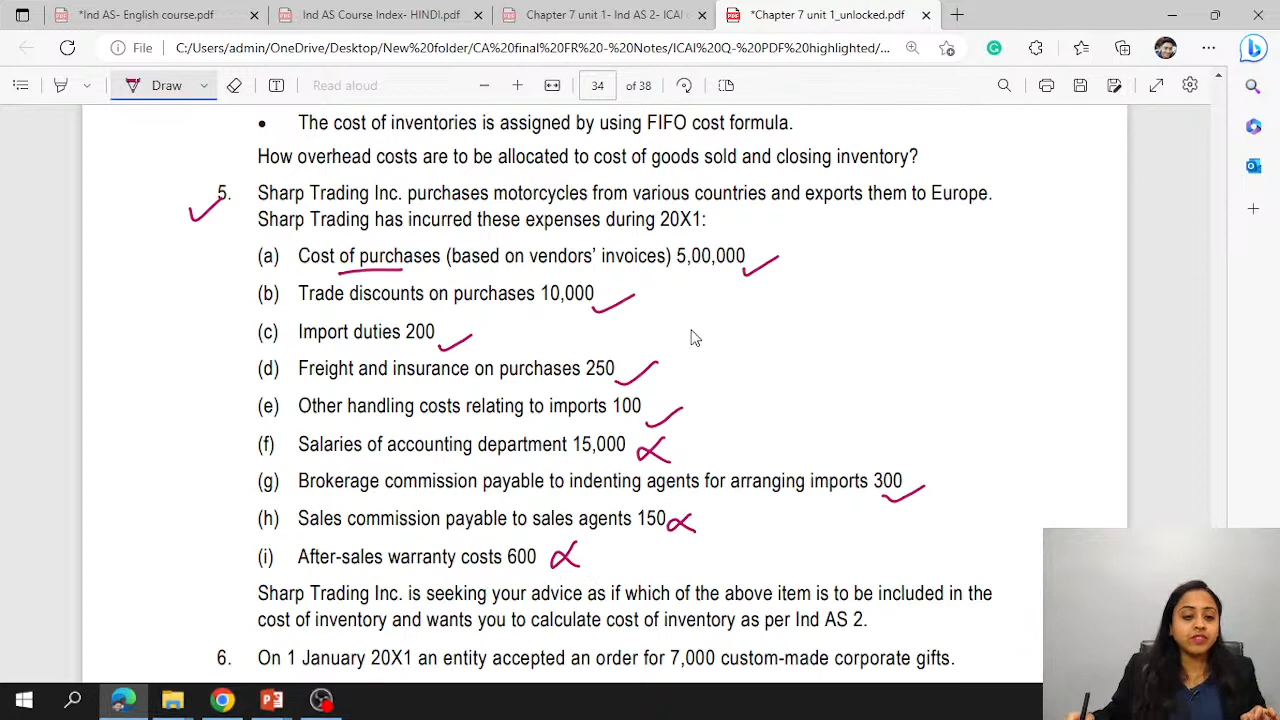 *Ind AS- English course.pdf
Ind AS Course Index- HINDI.pdf
Chapter 7 unit 1- Ind AS 2- ICAI
*Chapter 7 unit 1_unlocked.pdf
File
C:/Users/admin/OneDrive/Desktop/New%20folder/CA%20final%20FR%20-%20Notes/ICAI%20Q-%20PDF%20highlighted/...
Draw
Read aloud
34 of 38
• The cost of inventories is assigned by using FIFO cost formula.
How overhead costs are to be allocated to cost of goods sold and closing inventory?
5. Sharp Trading Inc. purchases motorcycles from various countries and exports them to Europe.
Sharp Trading has incurred these expenses during 20X1:
(a) Cost of purchases (based on vendors' invoices) 5,00,000
(b) Trade discounts on purchases 10,000
(c) Import duties 200
(d) Freight and insurance on purchases 250
(e) Other handling costs relating to imports 100
(f) Salaries of accounting department 15,000
(g) Brokerage commission payable to indenting agents for arranging imports 300
(h) Sales commission payable to sales agents 150
(i) After-sales warranty costs 600
Sharp Trading Inc. is seeking your advice as if which of the above item is to be included in the
cost of inventory and wants you to calculate cost of inventory as per Ind AS 2.
6. On 1 January 20X1 an entity accepted an order for 7,000 custom-made corporate gifts.